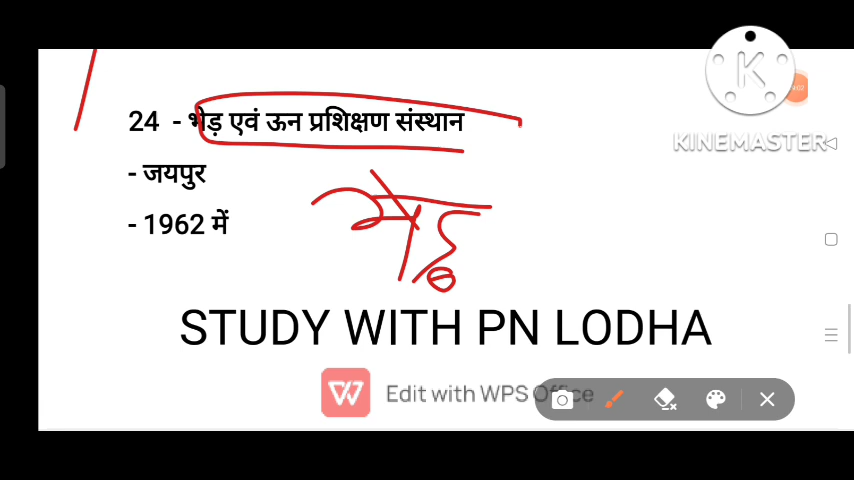 24 - भेड़ एवं ऊन प्रशिक्षण संस्थान
- जयपुर
- 1962 में
भेड़
STUDY WITH PN LODHA
Edit with WPS Office
KINEMASTER